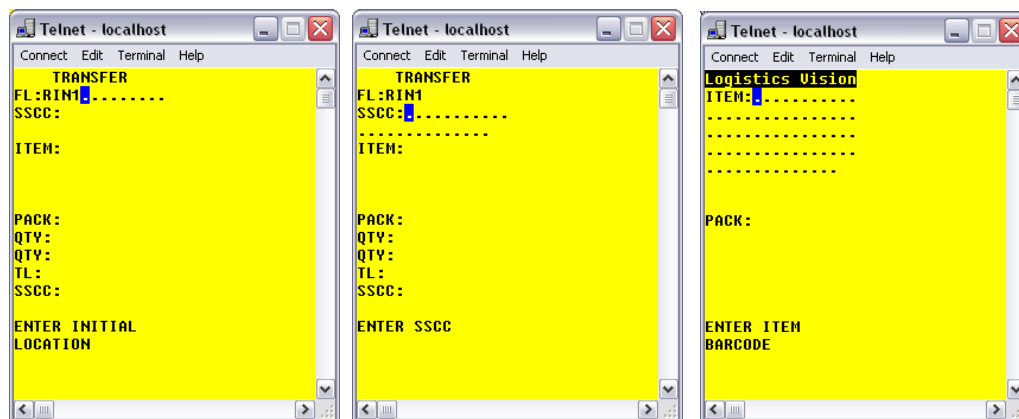 Telnet - localhost
Connect Edit Terminal Help
TRANSFER
FL:RIN1.........
SSCC:
ITEM:
PACK:
QTY:
QTY:
TL:
SSCC:
ENTER INITIAL
LOCATION
Telnet - localhost
Connect Edit Terminal Help
TRANSFER
FL:RIN1
SSCC:...........
..............
ITEM:
PACK:
QTY:
QTY:
TL:
SSCC:
ENTER SSCC
Telnet - localhost
Connect Edit Terminal Help
Logistics Vision
ITEM:...........
................
................
................
..............
PACK:
ENTER ITEM
BARCODE